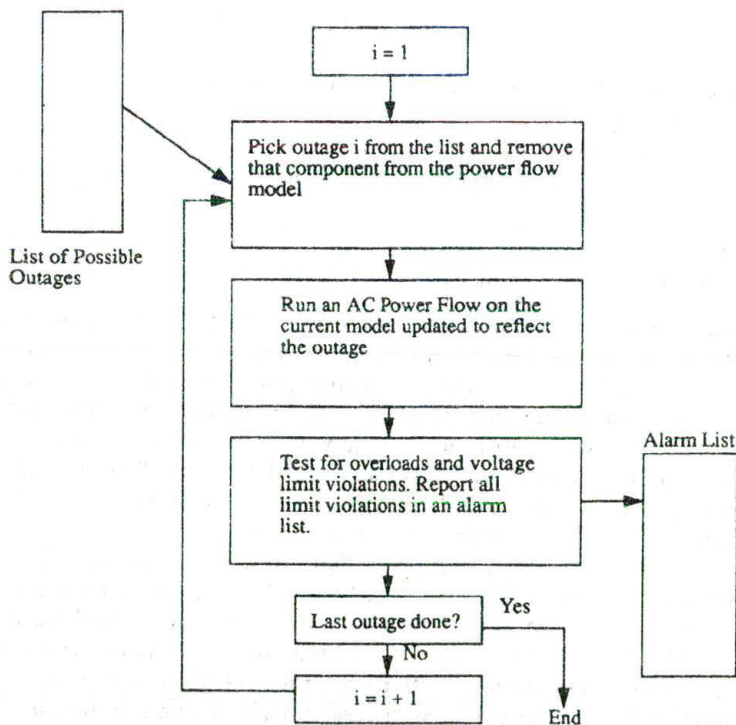 i = 1
Pick outage i from the list and remove
that component from the power flow
model
List of Possible
Outages
Run an AC Power Flow on the
current model updated to reflect
the outage
Alarm List
Test for overloads and voltage
limit violations. Report all
limit violations in an alarm
list.
Last outage done?
Yes
No
i = i + 1
End